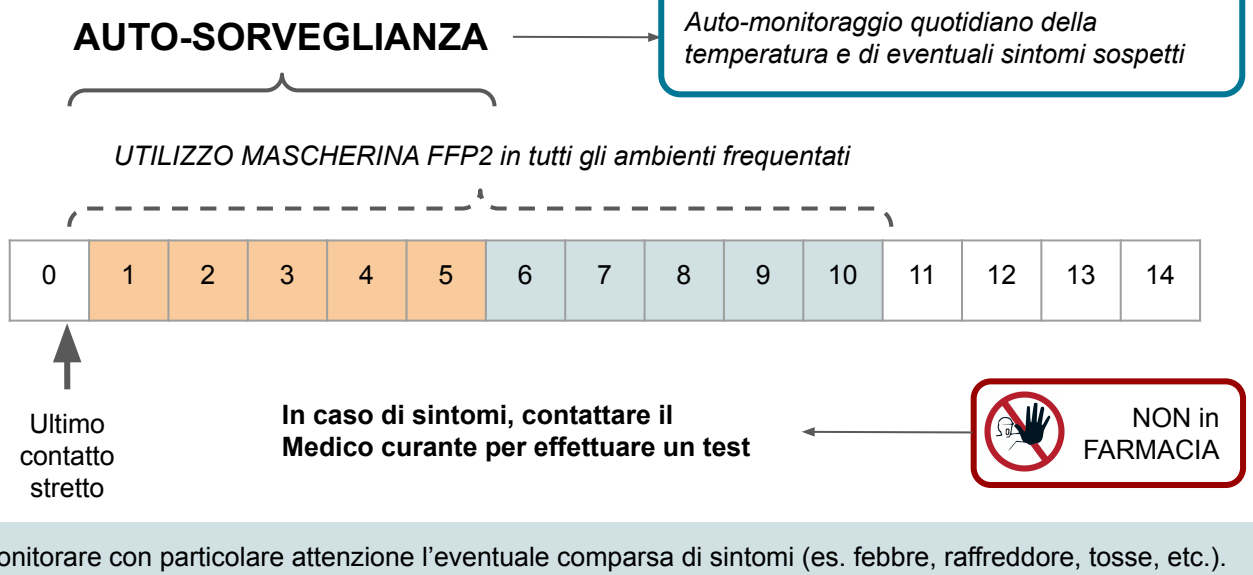 AUTO-SORVEGLIANZA
Auto-monitoraggio quotidiano della
temperatura e di eventuali sintomi sospetti
UTILIZZO MASCHERINA FFP2 in tutti gli ambienti frequentati
0 1 2 3 4 5 6 7 8 9 10 11 12 13 14
Ultimo
contatto
stretto
In caso di sintomi, contattare il
Medico curante per effettuare un test
NON in
FARMACIA
onitorare con particolare attenzione l’eventuale comparsa di sintomi (es. febbre, raffreddore, tosse, etc.).